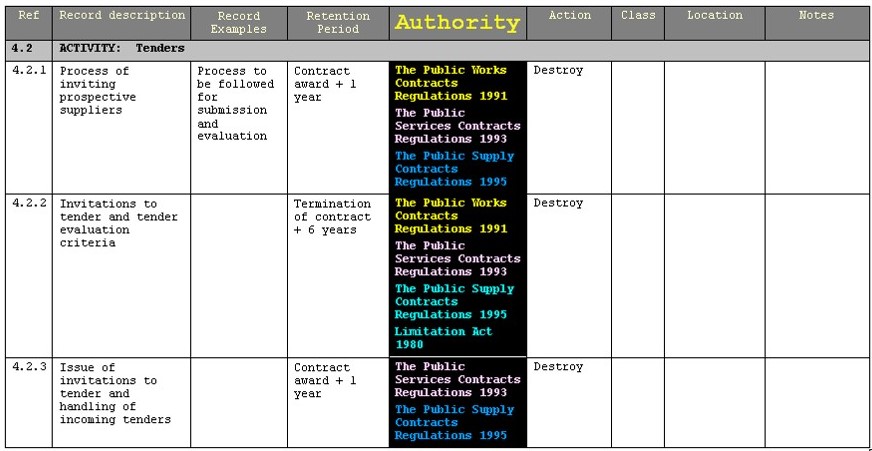 Ref Record description Record Examples Retention Period Authority Action Class Location Notes
4.2 ACTIVITY: Tenders
4.2.1
Process of
inviting
prospective
suppliers
Process to
be followed
for
submission
and
evaluation
Contract
award + 1
year
The Public Works
Contracts
Regulations 1991
The Public
Services Contracts
Regulations 1993
The Public Supply
Contracts
Regulations 1995
Destroy
4.2.2
Invitations to
tender and tender
evaluation
criteria
Termination
of contract
+ 6 years
The Public Works
Contracts
Regulations 1991
The Public
Services Contracts
Regulations 1993
The Public Supply
Contracts
Regulations 1995
Limitation Act
1980
Destroy
4.2.3
Issue of
invitations to
tender and
handling of
incoming tenders
Contract
award + 1
year
The Public
Services Contracts
Regulations 1993
The Public Supply
Contracts
Regulations 1995
Destroy